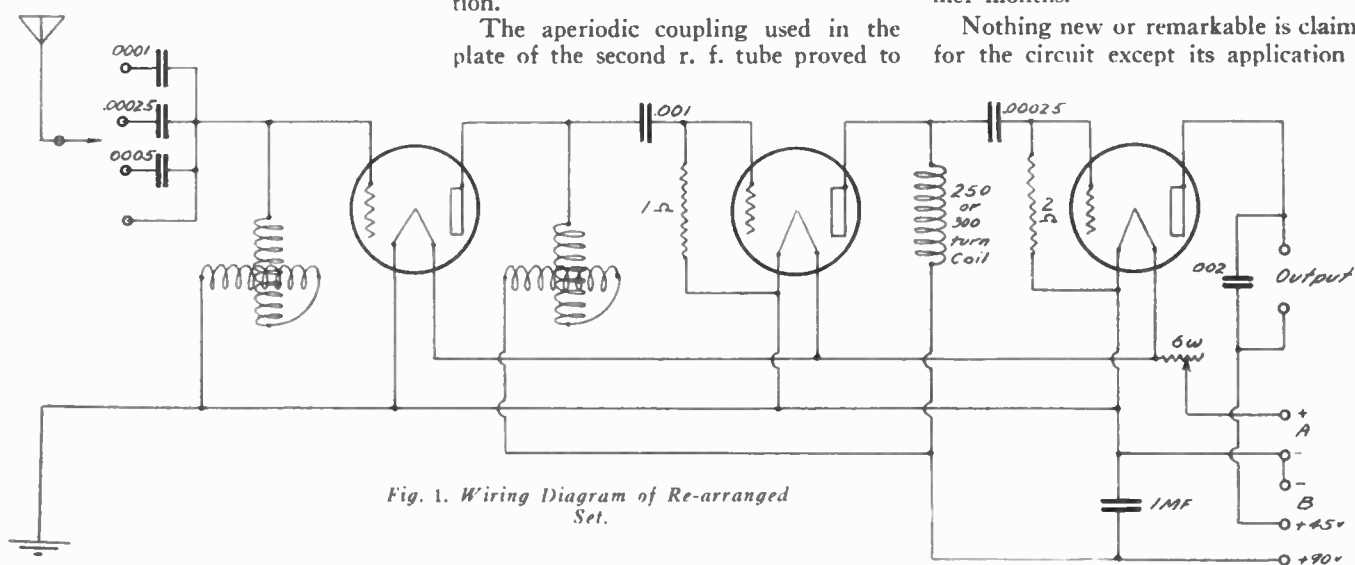 tion.
The aperiodic coupling used in the
plate of the second r. f. tube proved to
mer months.
Nothing new or remarkable is claim
for the circuit except its application
0001
.00025
0005
.001
1 Ω
250
or
300
turn
Coil
.00025
2
Ω
002
Output
6ω
+
A
-
-
B
+45v
+90v
1MF
Fig. 1. Wiring Diagram of Re-arranged
Set.